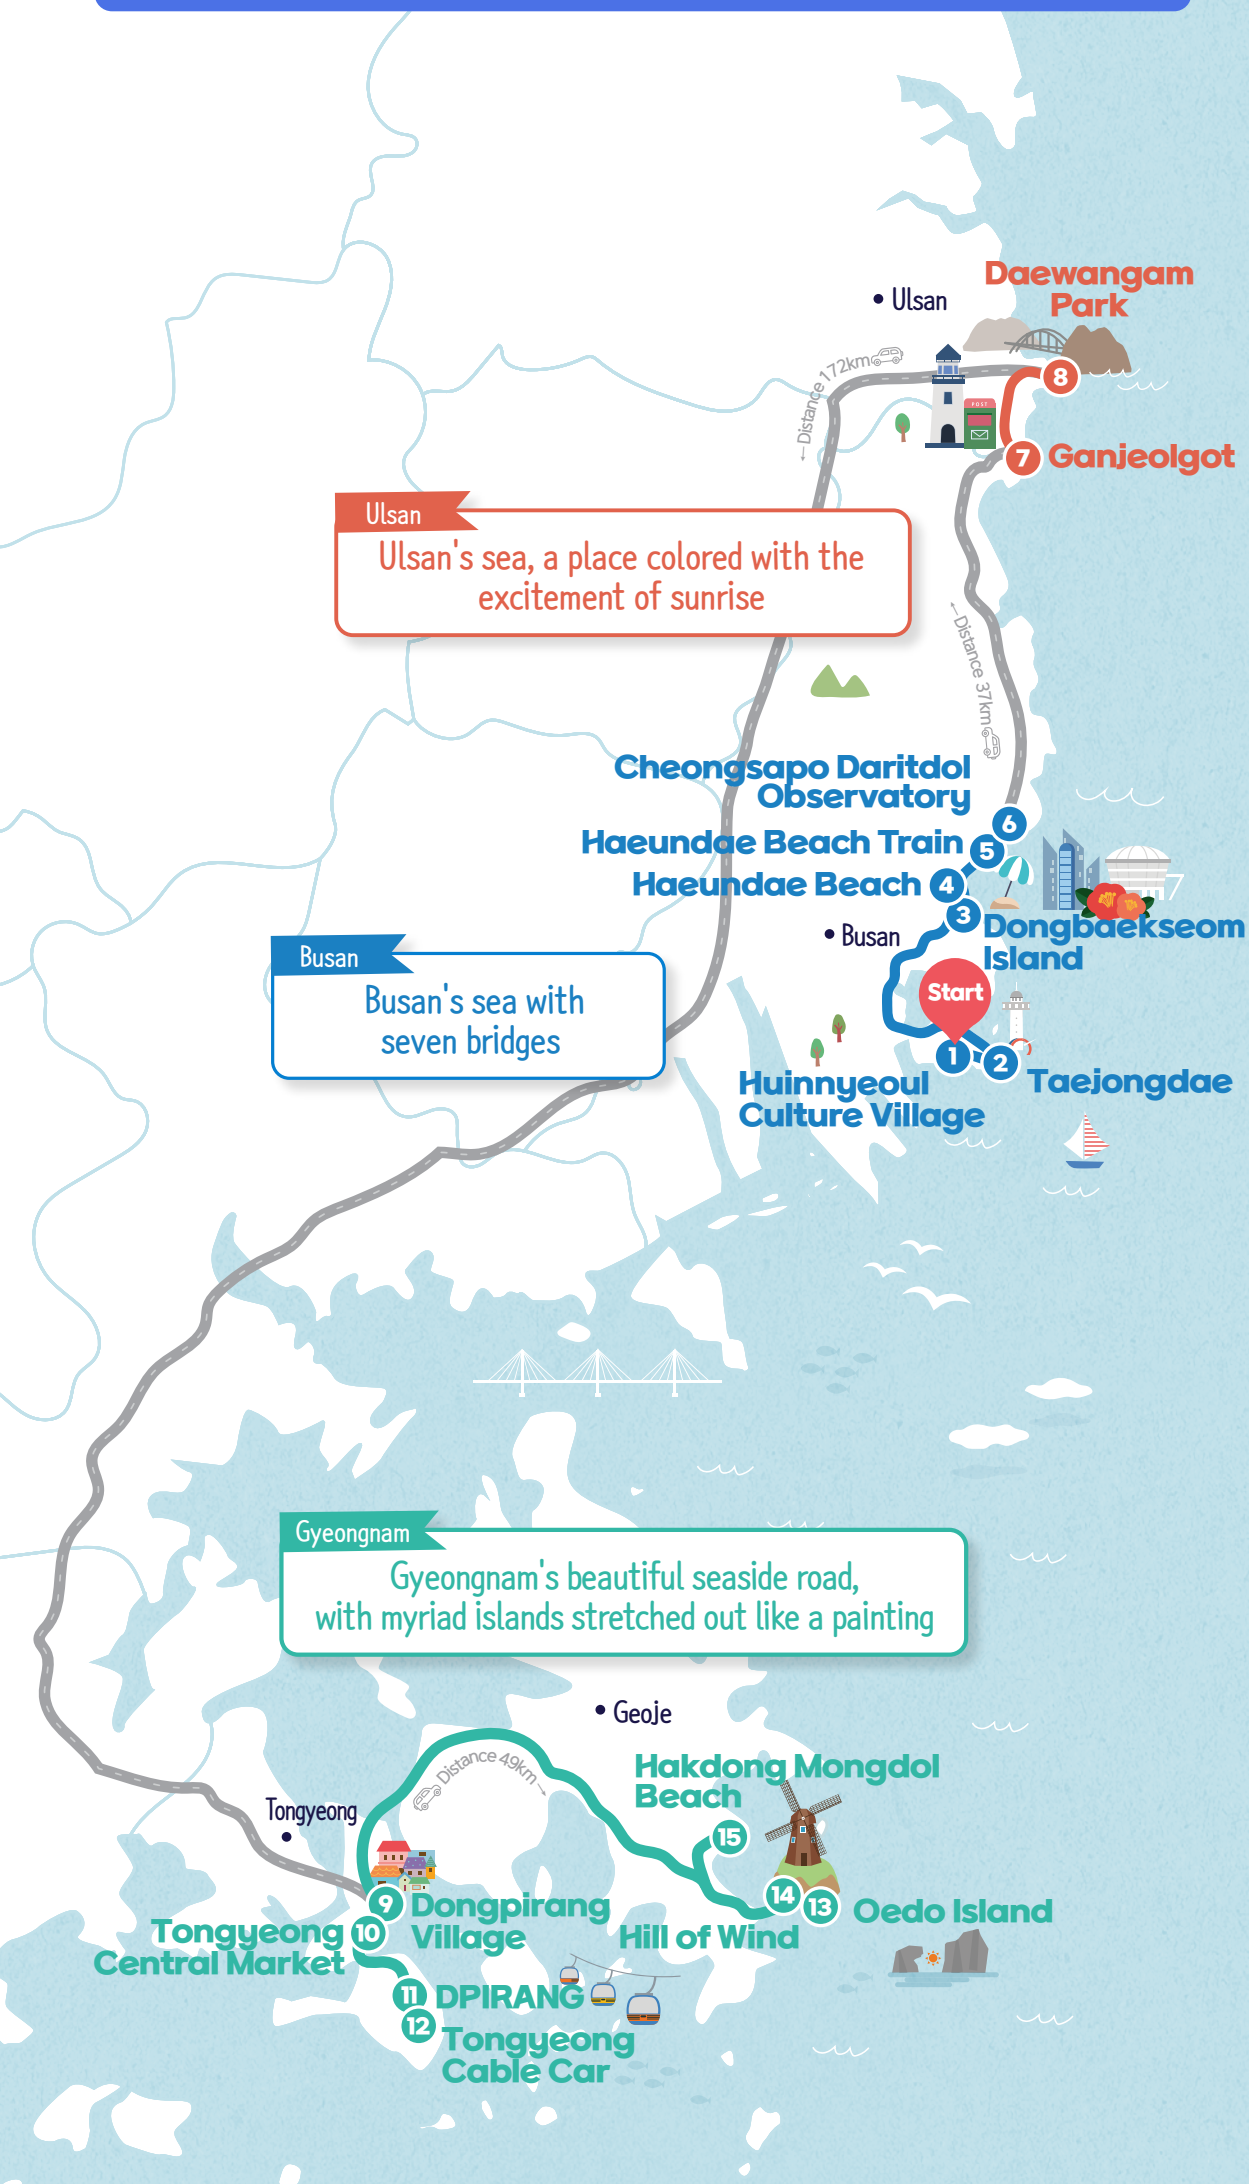 Daewangam
Park
Ulsan
← Distance 172km
8
POST
7
Ganjeolgot
Ulsan
Ulsan's sea, a place colored with the
excitement of sunrise
← Distance 37km
Cheongsapo Daritdol
Observatory
6
Haeundae Beach Train
5
Haeundae Beach
4
3
Dongbaekseom
Island
Busan
Busan
Busan's sea with
seven bridges
Start
1
2
Huinnyeoul
Culture Village
Taejongdae
Gyeongnam
Gyeongnam's beautiful seaside road,
with myriad islands stretched out like a painting
Geoje
Distance 49km →
Hakdong Mongdol
Beach
15
Tongyeong
14
13
Oedo Island
Hill of Wind
9
Dongpirang
Village
10
Tongyeong
Central Market
11
DPIRANG
12
Tongyeong
Cable Car